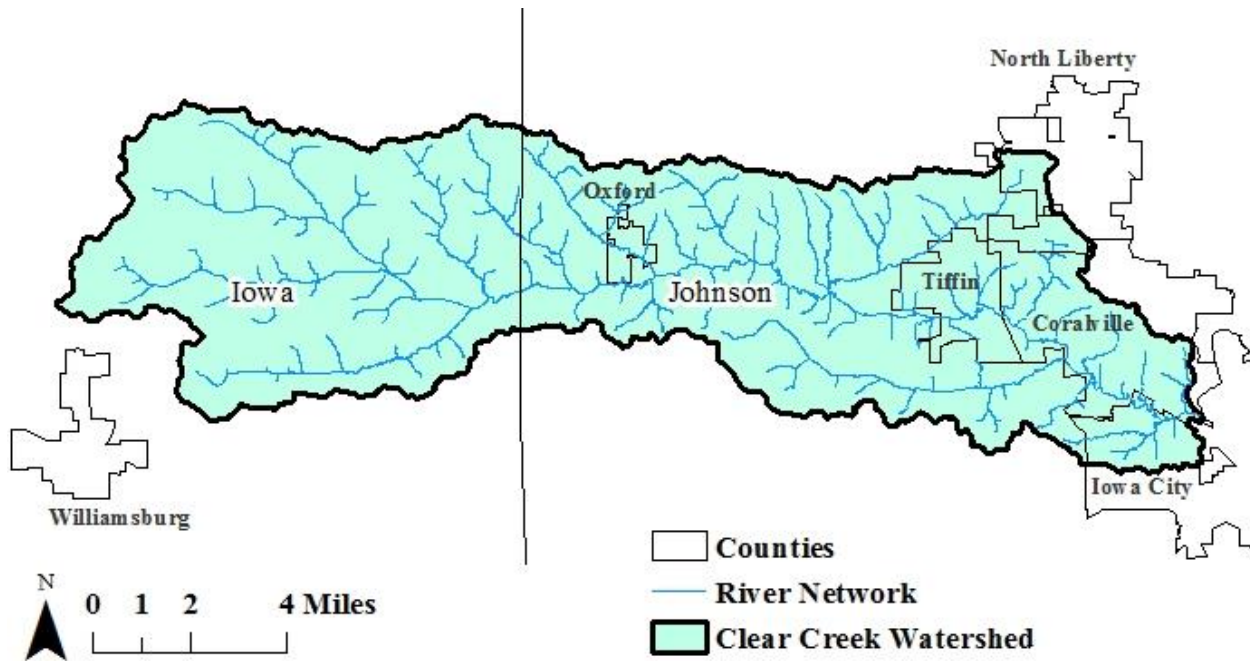 North Liberty
Oxford
Iowa
Johnson
Tiffin
Coralville
Iowa City
Williamsburg
Counties
River Network
Clear Creek Watershed
N
0 1 2 4 Miles